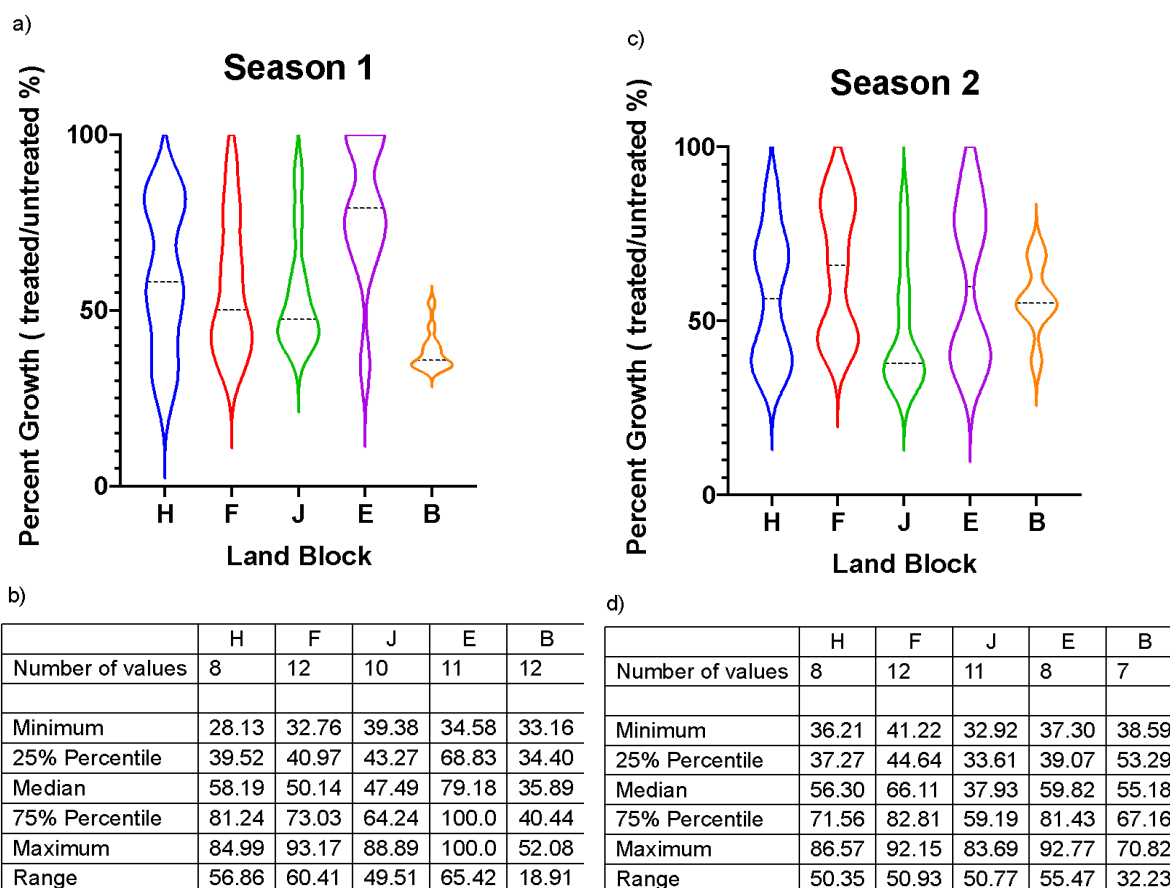 a)
Season 1
Percent Growth ( treated/untreated %)
100
50
0
H F J E B
Land Block
b)
H F J E B
Number of values 8 12 10 11 12
Minimum 28.13 32.76 39.38 34.58 33.16
25% Percentile 39.52 40.97 43.27 68.83 34.40
Median 58.19 50.14 47.49 79.18 35.89
75% Percentile 81.24 73.03 64.24 100.0 40.44
Maximum 84.99 93.17 88.89 100.0 52.08
Range 56.86 60.41 49.51 65.42 18.91
c)
Season 2
Percent Growth ( treated/untreated %)
100
50
0
H F J E B
Land Block
d)
H F J E B
Number of values 8 12 11 8 7
Minimum 36.21 41.22 32.92 37.30 38.59
25% Percentile 37.27 44.64 33.61 39.07 53.29
Median 56.30 66.11 37.93 59.82 55.18
75% Percentile 71.56 82.81 59.19 81.43 67.16
Maximum 86.57 92.15 83.69 92.77 70.82
Range 50.35 50.93 50.77 55.47 32.23